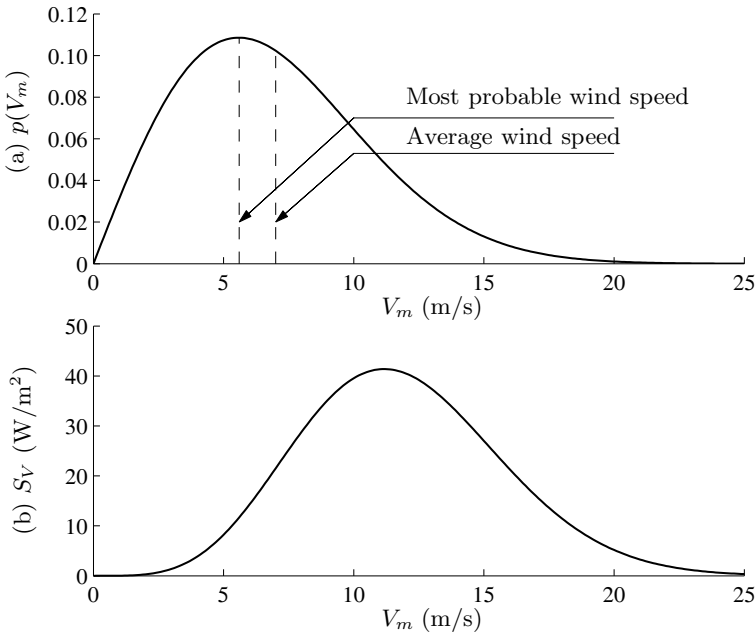 0.12
0.10
0.08
0.06
0.04
0.02
0
(a) p(V_m)
Most probable wind speed
Average wind speed
0 5 10 15 20 25
V_m (m/s)
50
40
30
20
10
0
(b) S_V (W/m²)
0 5 10 15 20 25
V_m (m/s)